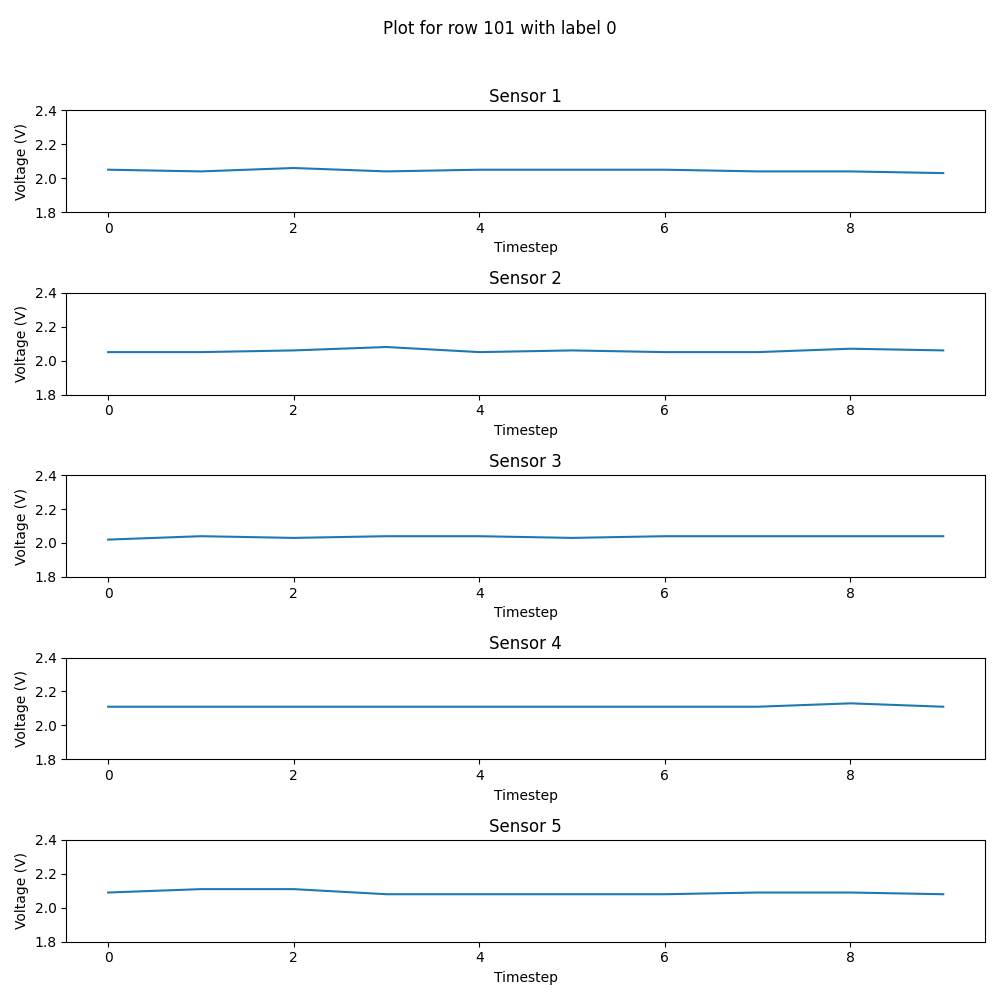 Plot for row 101 with label 0
Sensor 1
Voltage (V)
2.4
2.2
2.0
1.8
0 2 4 6 8
Timestep
Sensor 2
Voltage (V)
2.4
2.2
2.0
1.8
0 2 4 6 8
Timestep
Sensor 3
Voltage (V)
2.4
2.2
2.0
1.8
0 2 4 6 8
Timestep
Sensor 4
Voltage (V)
2.4
2.2
2.0
1.8
0 2 4 6 8
Timestep
Sensor 5
Voltage (V)
2.4
2.2
2.0
1.8
0 2 4 6 8
Timestep